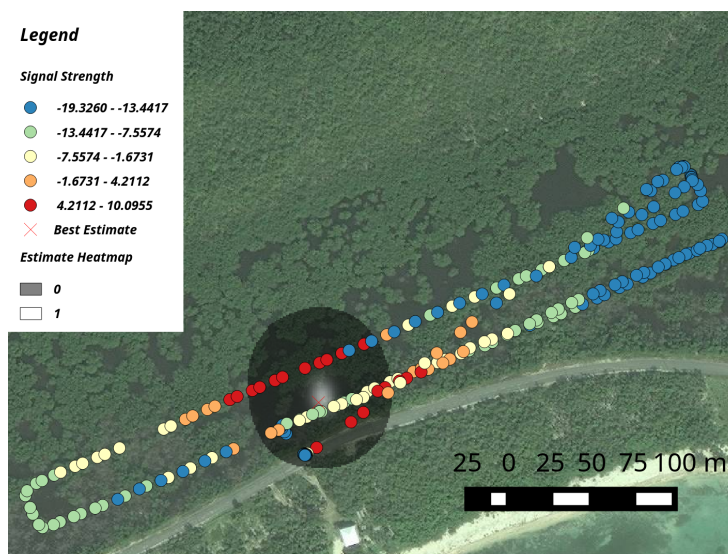 Legend
Signal Strength
-19.3260 - -13.4417
-13.4417 - -7.5574
-7.5574 - -1.6731
-1.6731 - 4.2112
4.2112 - 10.0955
Best Estimate
Estimate Heatmap
0
1
25 0 25 50 75 100 m